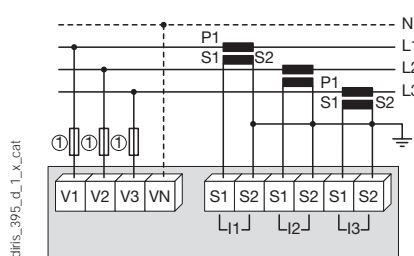 N
L1
L2
L3
P1
S1 S2
P1
S1 S2
① ① ①
V1 V2 V3 VN
S1 S2 S1 S2 S1 S2
I1 I2 I3
diris_395_d_1_x_cat